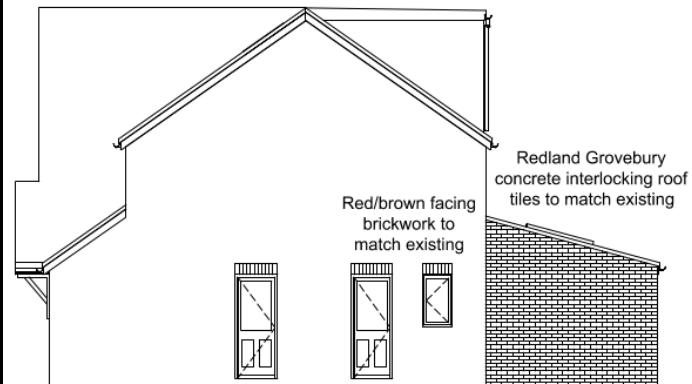 Redland Grovebury
concrete interlocking roof
tiles to match existing
Red/brown facing
brickwork to
match existing